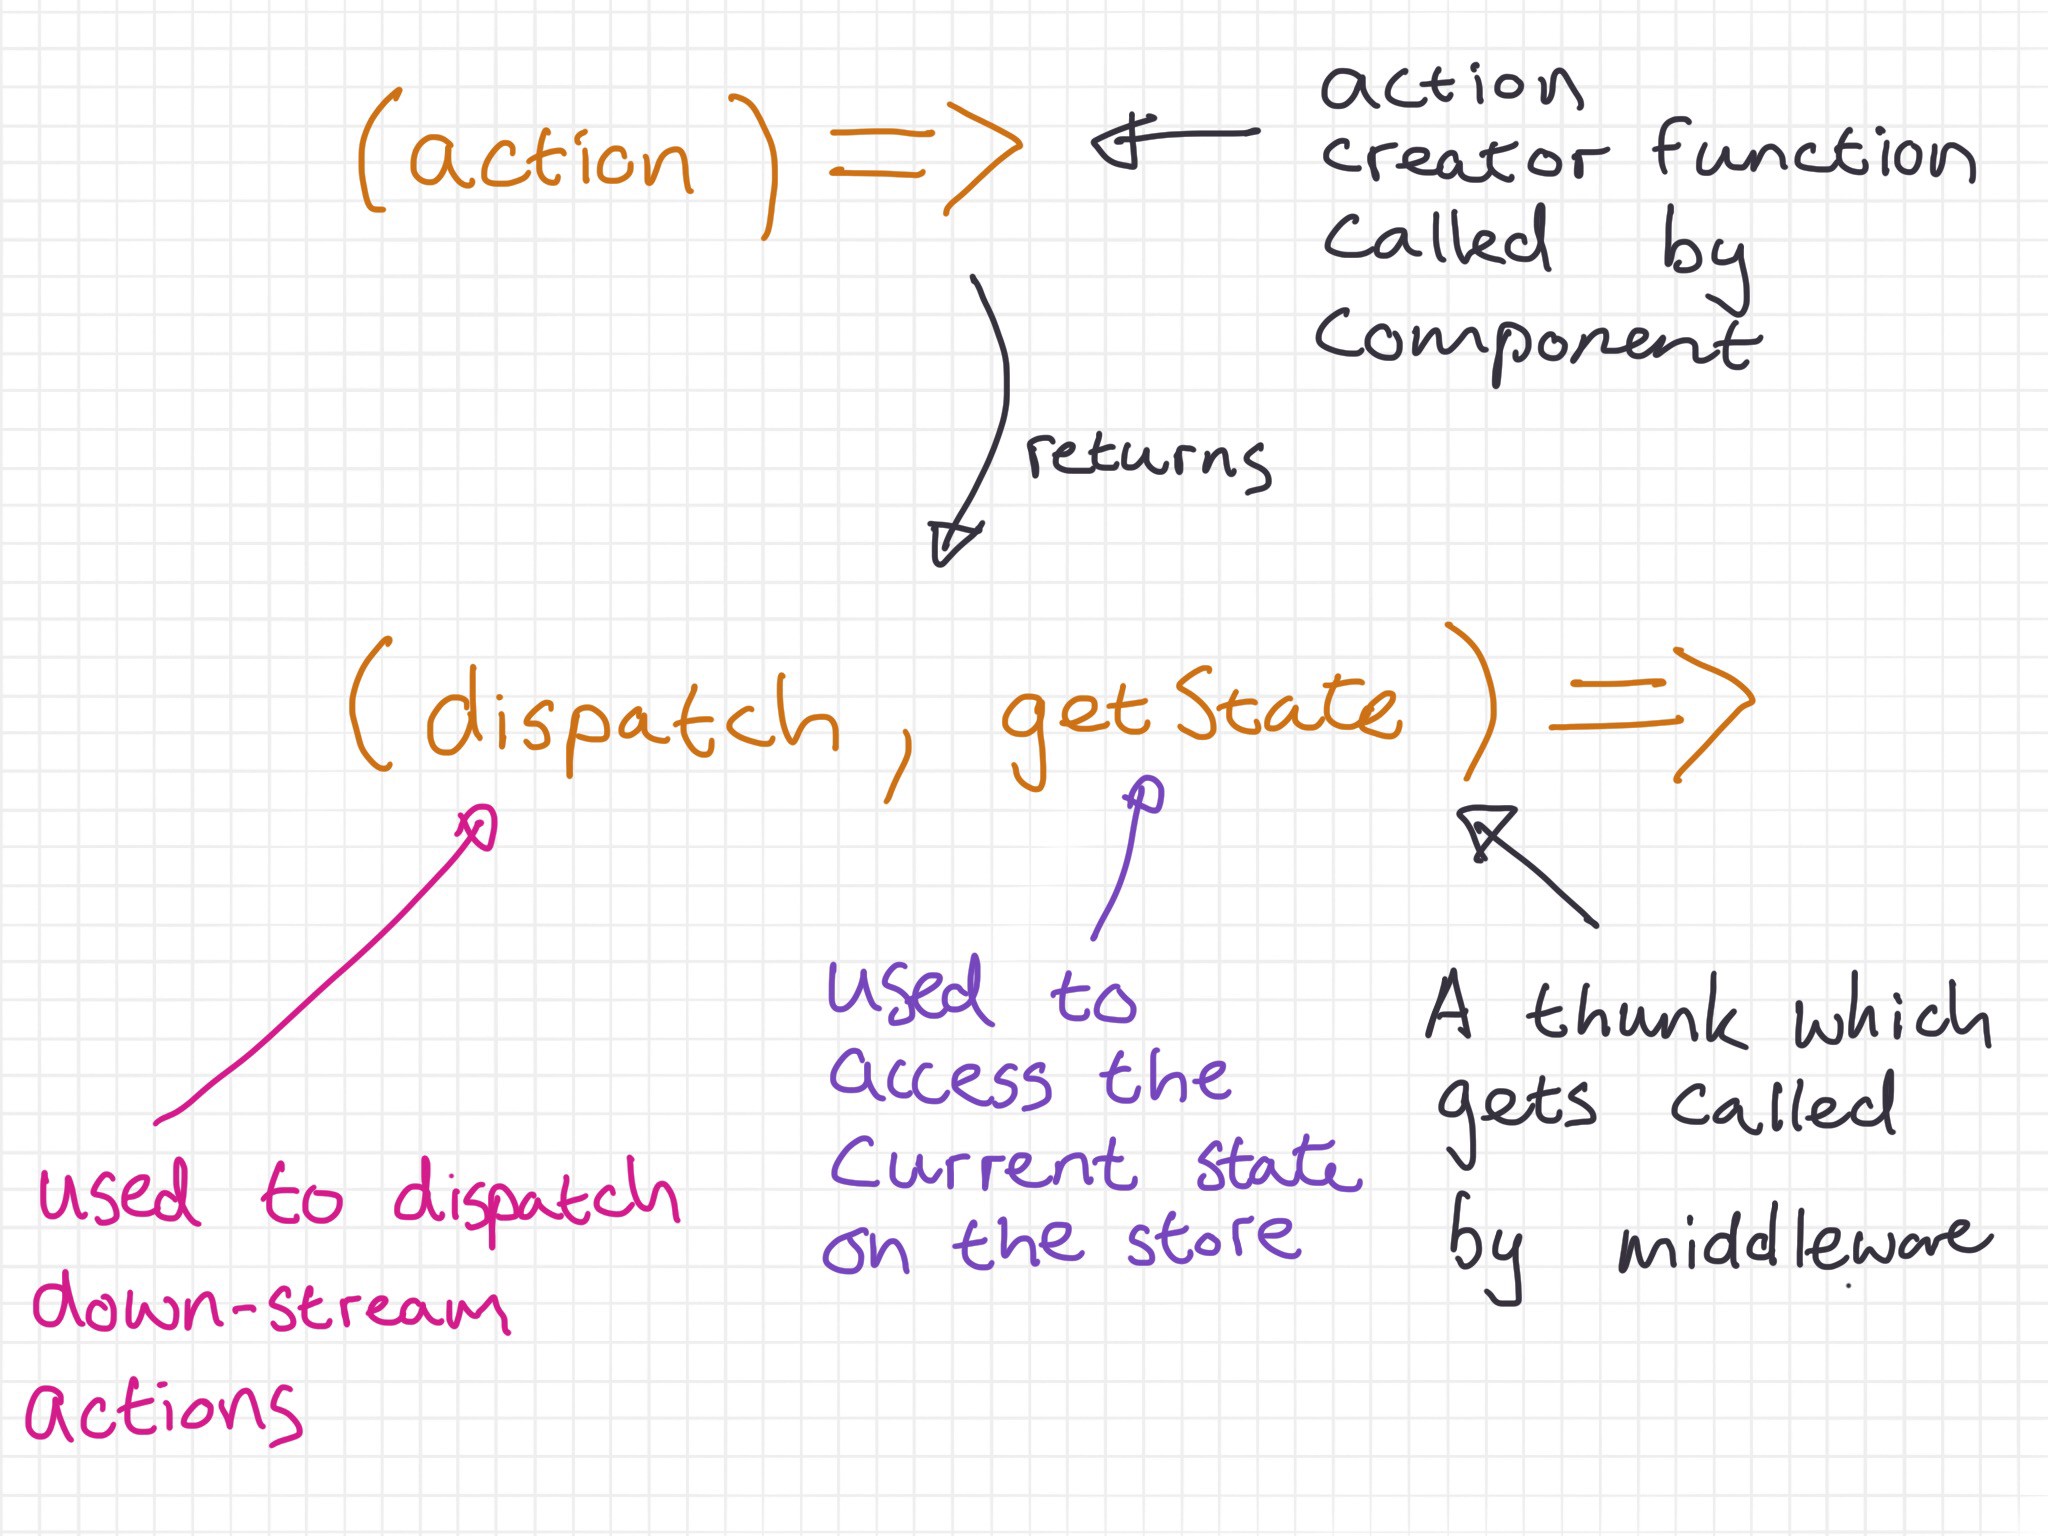 (action) =>
action
creator function
called by
component
returns
(dispatch, getState) =>
used to dispatch
down-stream
actions
used to
access the
current state
on the store
A thunk which
gets called
by middleware